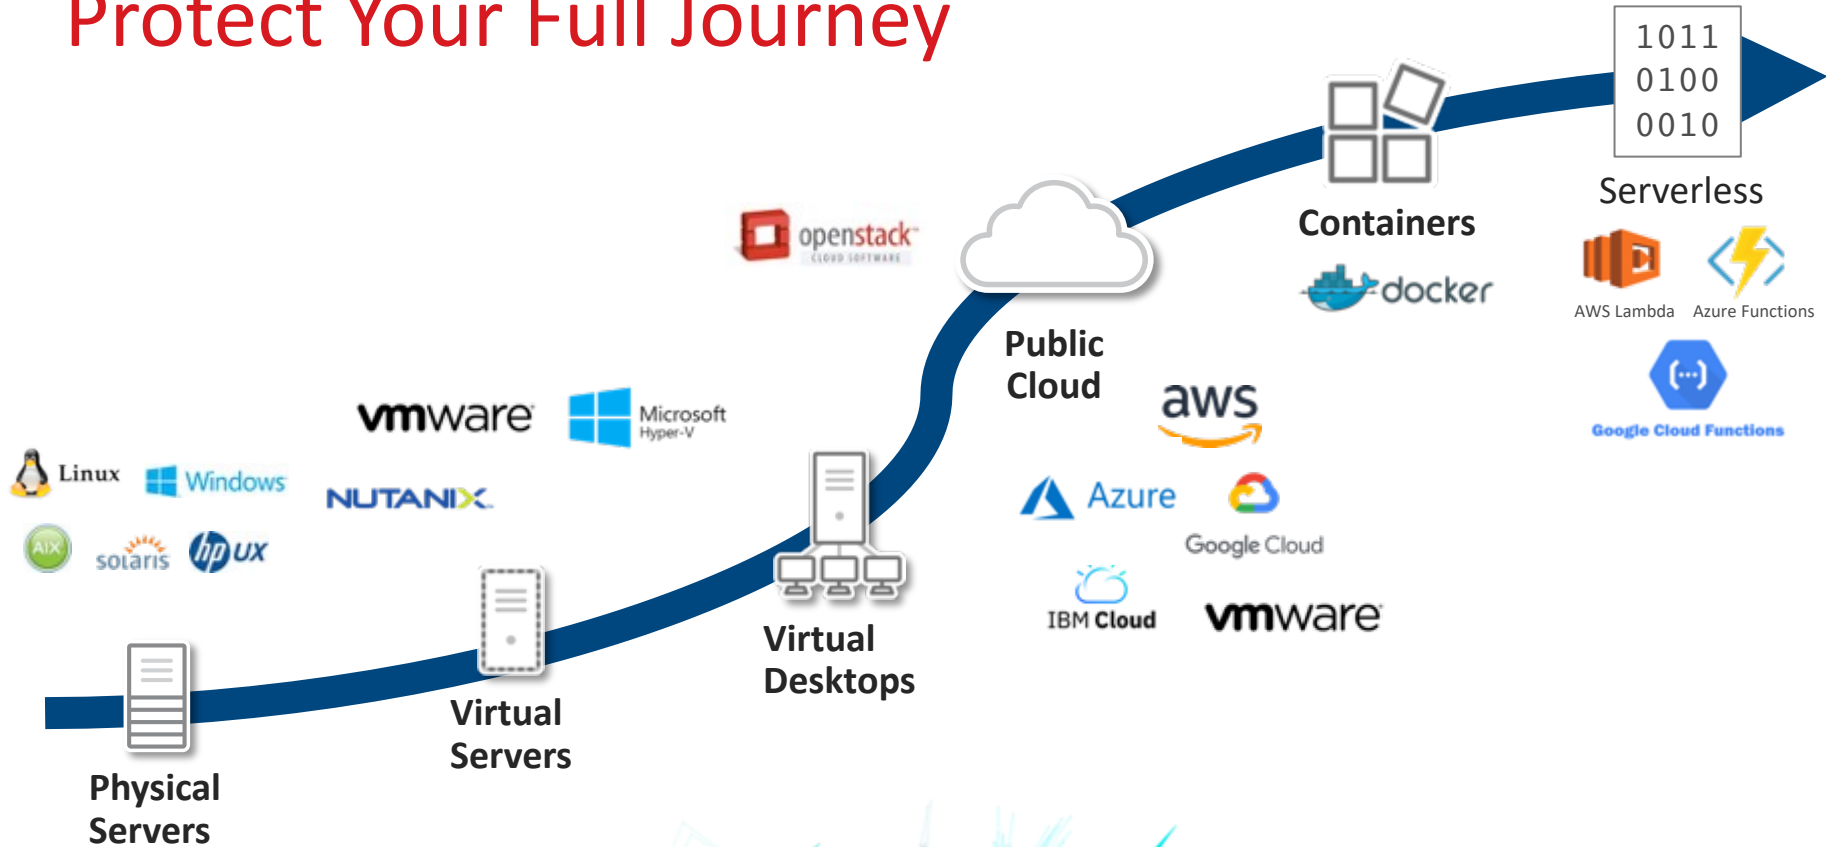 Protect Your Full Journey
1011
0100
0010
Serverless
AWS Lambda
Azure Functions
Google Cloud Functions
Containers
docker
openstack
CLOUD SOFTWARE
Public
Cloud
aws
Azure
Google Cloud
IBM Cloud
vmware
vmware
Microsoft
Hyper-V
NUTANIX
Linux
Windows
AIX
solaris
hp UX
Virtual
Desktops
Virtual
Servers
Physical
Servers